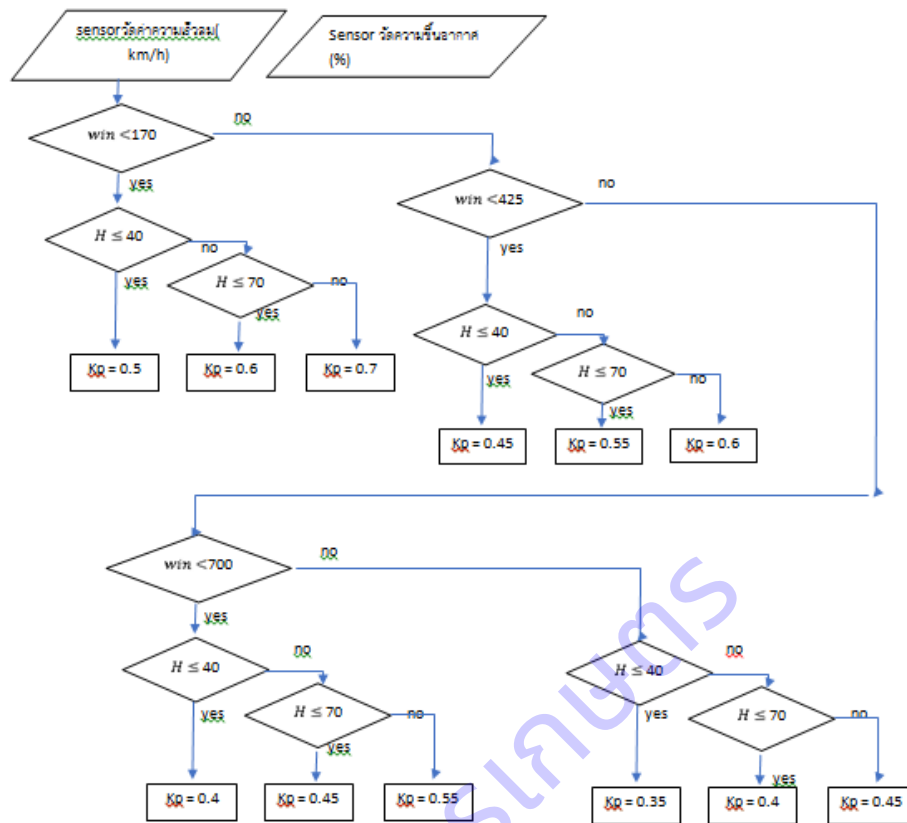 sensorวัดค่าความเร็วลม(
km/h)
Sensor วัดความชื้นอากาศ
(%)
win <170
no
yes
win <425
no
yes
H ≤ 40
no
yes
H ≤ 70
no
yes
Kp = 0.5
Kp = 0.6
Kp = 0.7
H ≤ 40
no
yes
H ≤ 70
no
yes
Kp = 0.45
Kp = 0.55
Kp = 0.6
win <700
no
yes
H ≤ 40
no
yes
H ≤ 70
no
yes
Kp = 0.4
Kp = 0.45
Kp = 0.55
H ≤ 40
no
yes
H ≤ 70
no
yes
Kp = 0.35
Kp = 0.4
Kp = 0.45